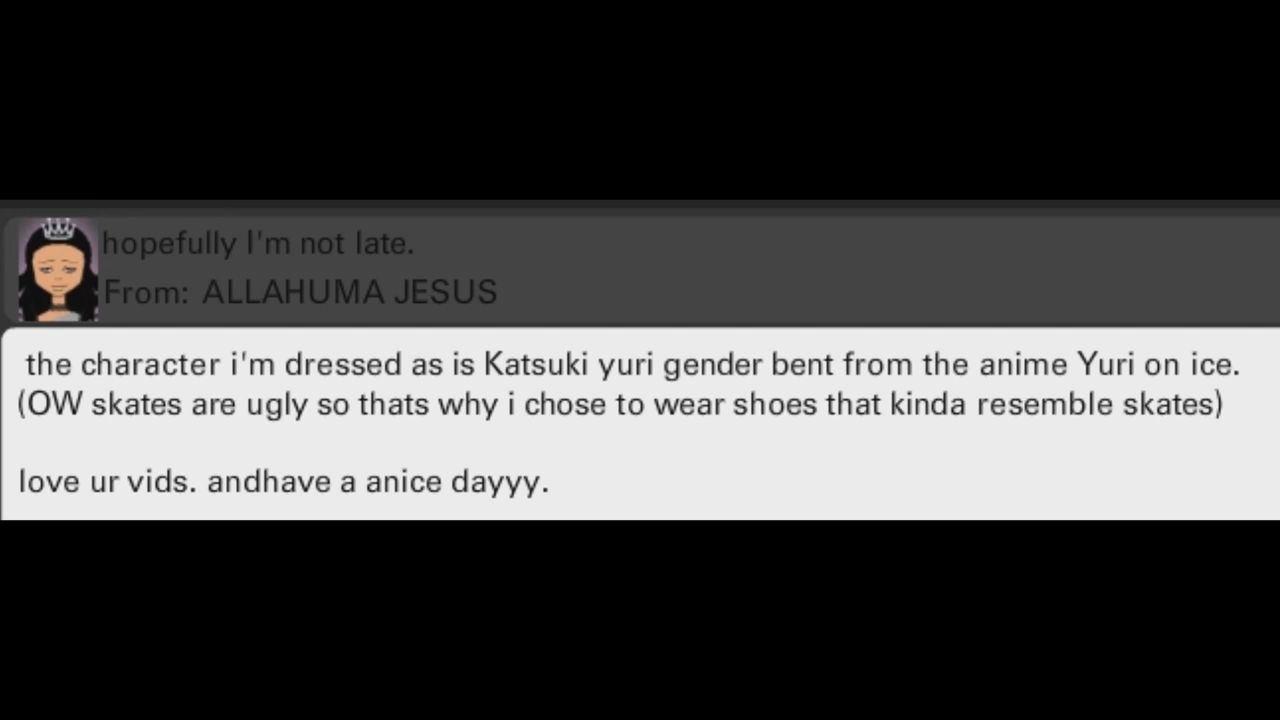 hopefully I'm not late.
From: ALLAHUMA JESUS
the character i'm dressed as is Katsuki yuri gender bent from the anime Yuri on ice.
(OW skates are ugly so thats why i chose to wear shoes that kinda resemble skates)
love ur vids. andhave a anice dayyy.